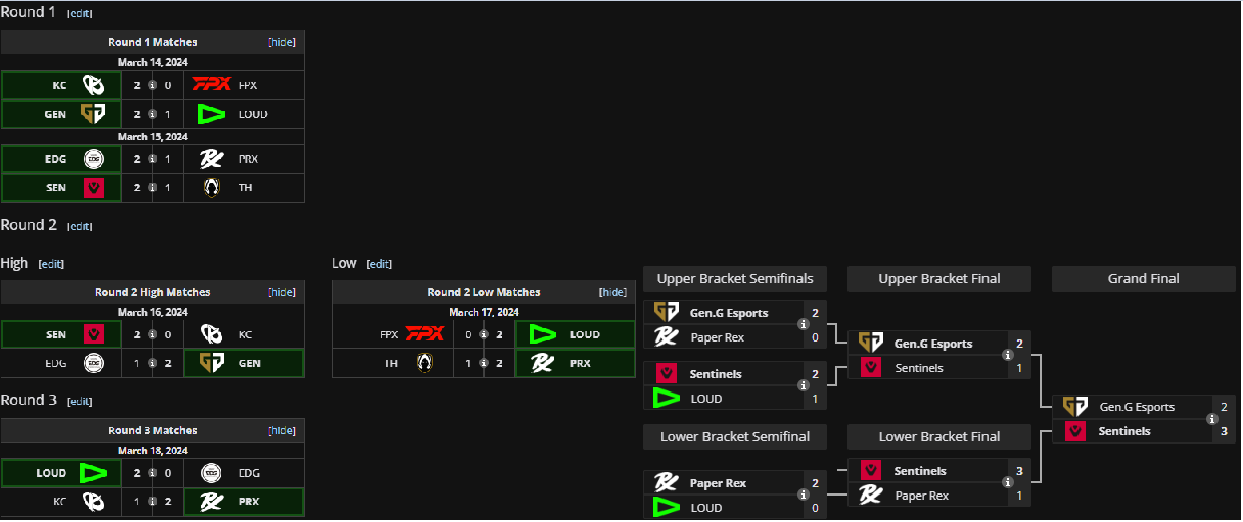 Round 1 [edit]
Round 1 Matches [hide]
March 14, 2024
KC 2 i 0 FPX FPX
GEN 2 i 1 LOUD
March 15, 2024
EDG EDG 2 i 1 PRX
SEN 2 i 1 TH
Round 2 [edit]
High [edit]
Round 2 High Matches [hide]
March 16, 2024
SEN 2 i 0 KC
EDG EDG 1 i 2 GEN
Low [edit]
Round 2 Low Matches [hide]
March 17, 2024
FPX FPX 0 i 2 LOUD
TH 1 i 2 PRX
Round 3 [edit]
Round 3 Matches [hide]
March 18, 2024
LOUD 2 i 0 EDG EDG
KC 1 i 2 PRX
Upper Bracket Semifinals
Gen.G Esports 2
i
Paper Rex 0
Sentinels 2
i
LOUD 1
Upper Bracket Final
Gen.G Esports 2
i
Sentinels 1
Grand Final
Gen.G Esports 2
i
Sentinels 3
Lower Bracket Semifinal
Paper Rex 2
i
LOUD 0
Lower Bracket Final
Sentinels 3
i
Paper Rex 1